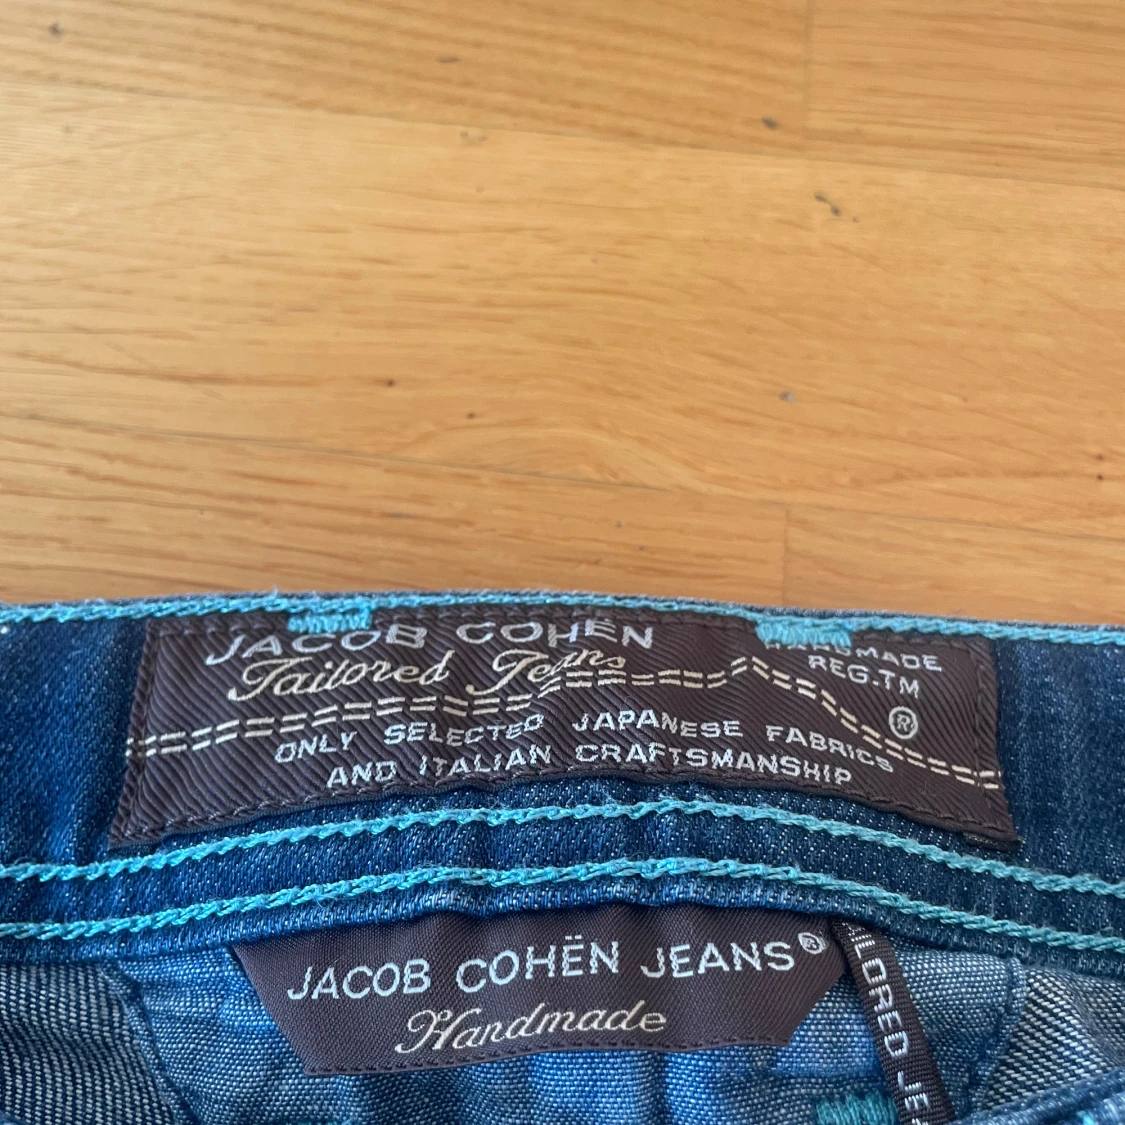 JACOB COHËN
Tailored Jeans
HANDMADE
REG.TM
®
ONLY SELECTED JAPANESE FABRICS
AND ITALIAN CRAFTSMANSHIP
JACOB COHËN JEANS®
Handmade